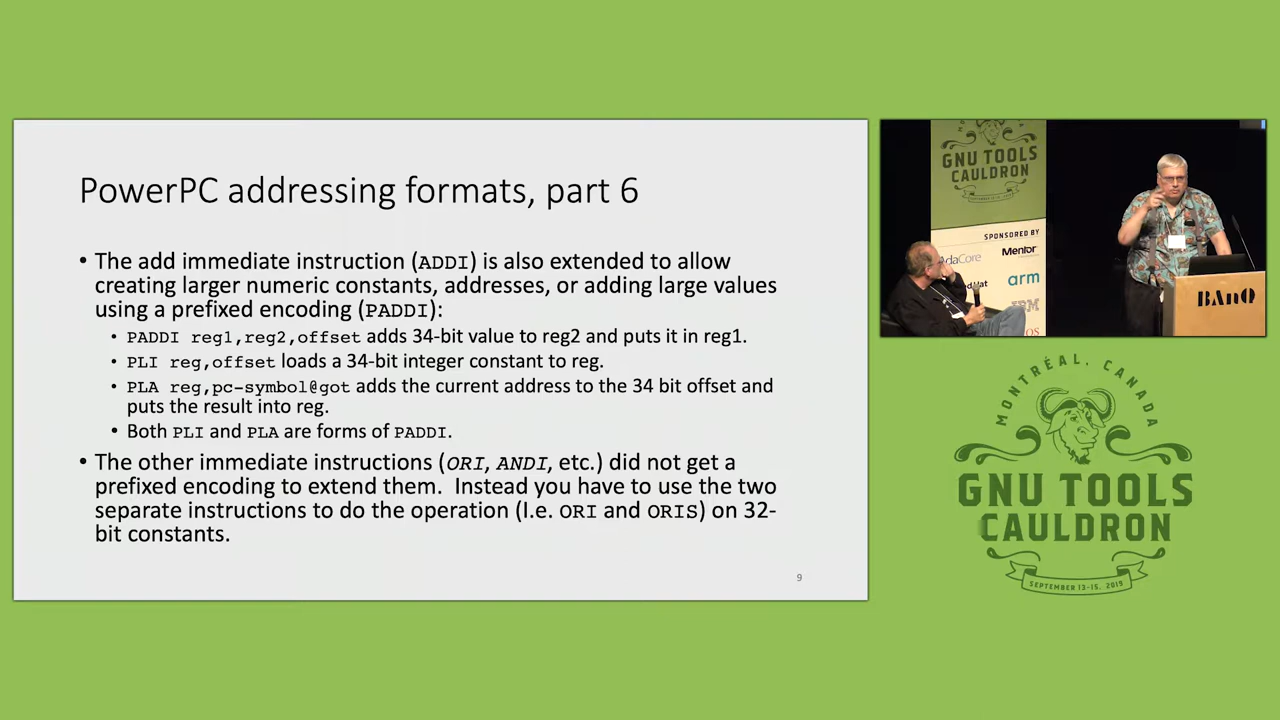 PowerPC addressing formats, part 6
• The add immediate instruction (ADDI) is also extended to allow
creating larger numeric constants, addresses, or adding large values
using a prefixed encoding (PADDI):
• PADDI reg1,reg2,offset adds 34-bit value to reg2 and puts it in reg1.
• PLI reg,offset loads a 34-bit integer constant to reg.
• PLA reg,pc-symbol@got adds the current address to the 34 bit offset and
puts the result into reg.
• Both PLI and PLA are forms of PADDI.
• The other immediate instructions (ORI, ANDI, etc.) did not get a
prefixed encoding to extend them. Instead you have to use the two
separate instructions to do the operation (I.e. ORI and ORIS) on 32-
bit constants.
9
GNU TOOLS
CAULDRON
SPONSORED BY
AdaCore
Mentor
arm
IBM
BAnQ
MONTRÉAL, CANADA
GNU TOOLS
CAULDRON
SEPTEMBER 13-15, 2019